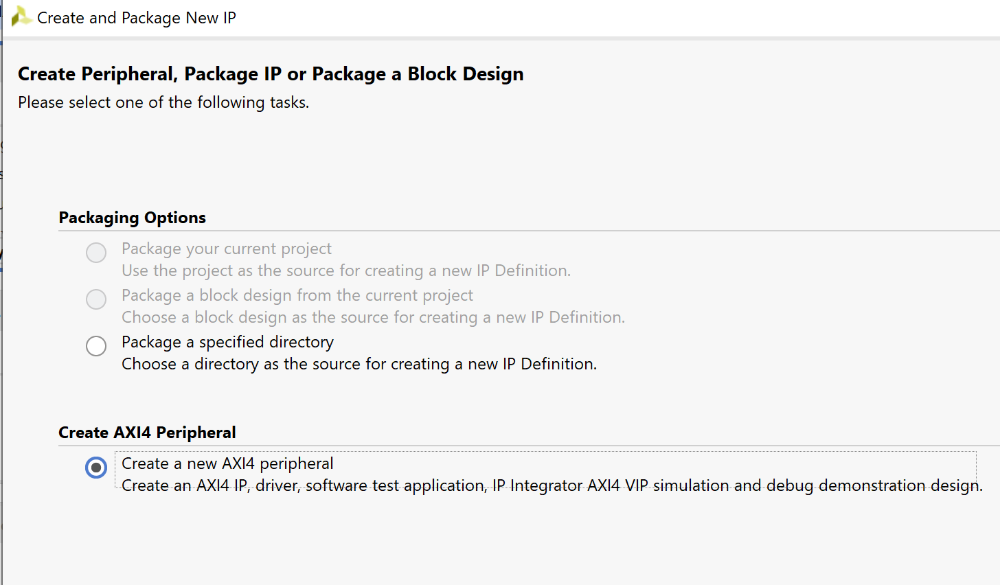 Create and Package New IP
Create Peripheral, Package IP or Package a Block Design
Please select one of the following tasks.
Packaging Options
Package your current project
Use the project as the source for creating a new IP Definition.
Package a block design from the current project
Choose a block design as the source for creating a new IP Definition.
Package a specified directory
Choose a directory as the source for creating a new IP Definition.
Create AXI4 Peripheral
Create a new AXI4 peripheral
Create an AXI4 IP, driver, software test application, IP Integrator AXI4 VIP simulation and debug demonstration design.